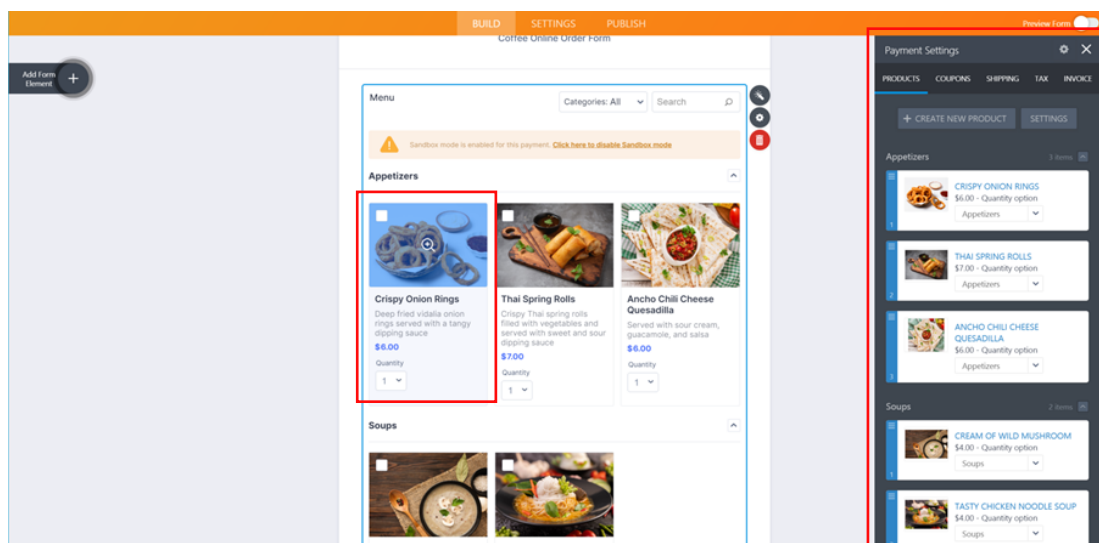 BUILD SETTINGS PUBLISH
Preview Form
Coffee Online Order Form
Add Form
Element
Menu
Categories: All
Search
Sandbox mode is enabled for this payment. Click here to disable Sandbox mode
Appetizers
Crispy Onion Rings
Deep fried vidalia onion
rings served with a tangy
dipping sauce
$6.00
Quantity
1
Thai Spring Rolls
Crispy Thai spring rolls
filled with vegetables and
served with sweet and sour
dipping sauce
$7.00
Quantity
1
Ancho Chili Cheese
Quesadilla
Served with sour cream,
guacamole, and salsa
$6.00
Quantity
1
Soups
Payment Settings
PRODUCTS COUPONS SHIPPING TAX INVOICE
+ CREATE NEW PRODUCT SETTINGS
Appetizers 3 items
CRISPY ONION RINGS
$6.00 - Quantity option
Appetizers
1
THAI SPRING ROLLS
$7.00 - Quantity option
Appetizers
2
ANCHO CHILI CHEESE
QUESADILLA
$6.00 - Quantity option
Appetizers
3
Soups 2 items
CREAM OF WILD MUSHROOM
$4.00 - Quantity option
Soups
1
TASTY CHICKEN NOODLE SOUP
$4.00 - Quantity option
Soups